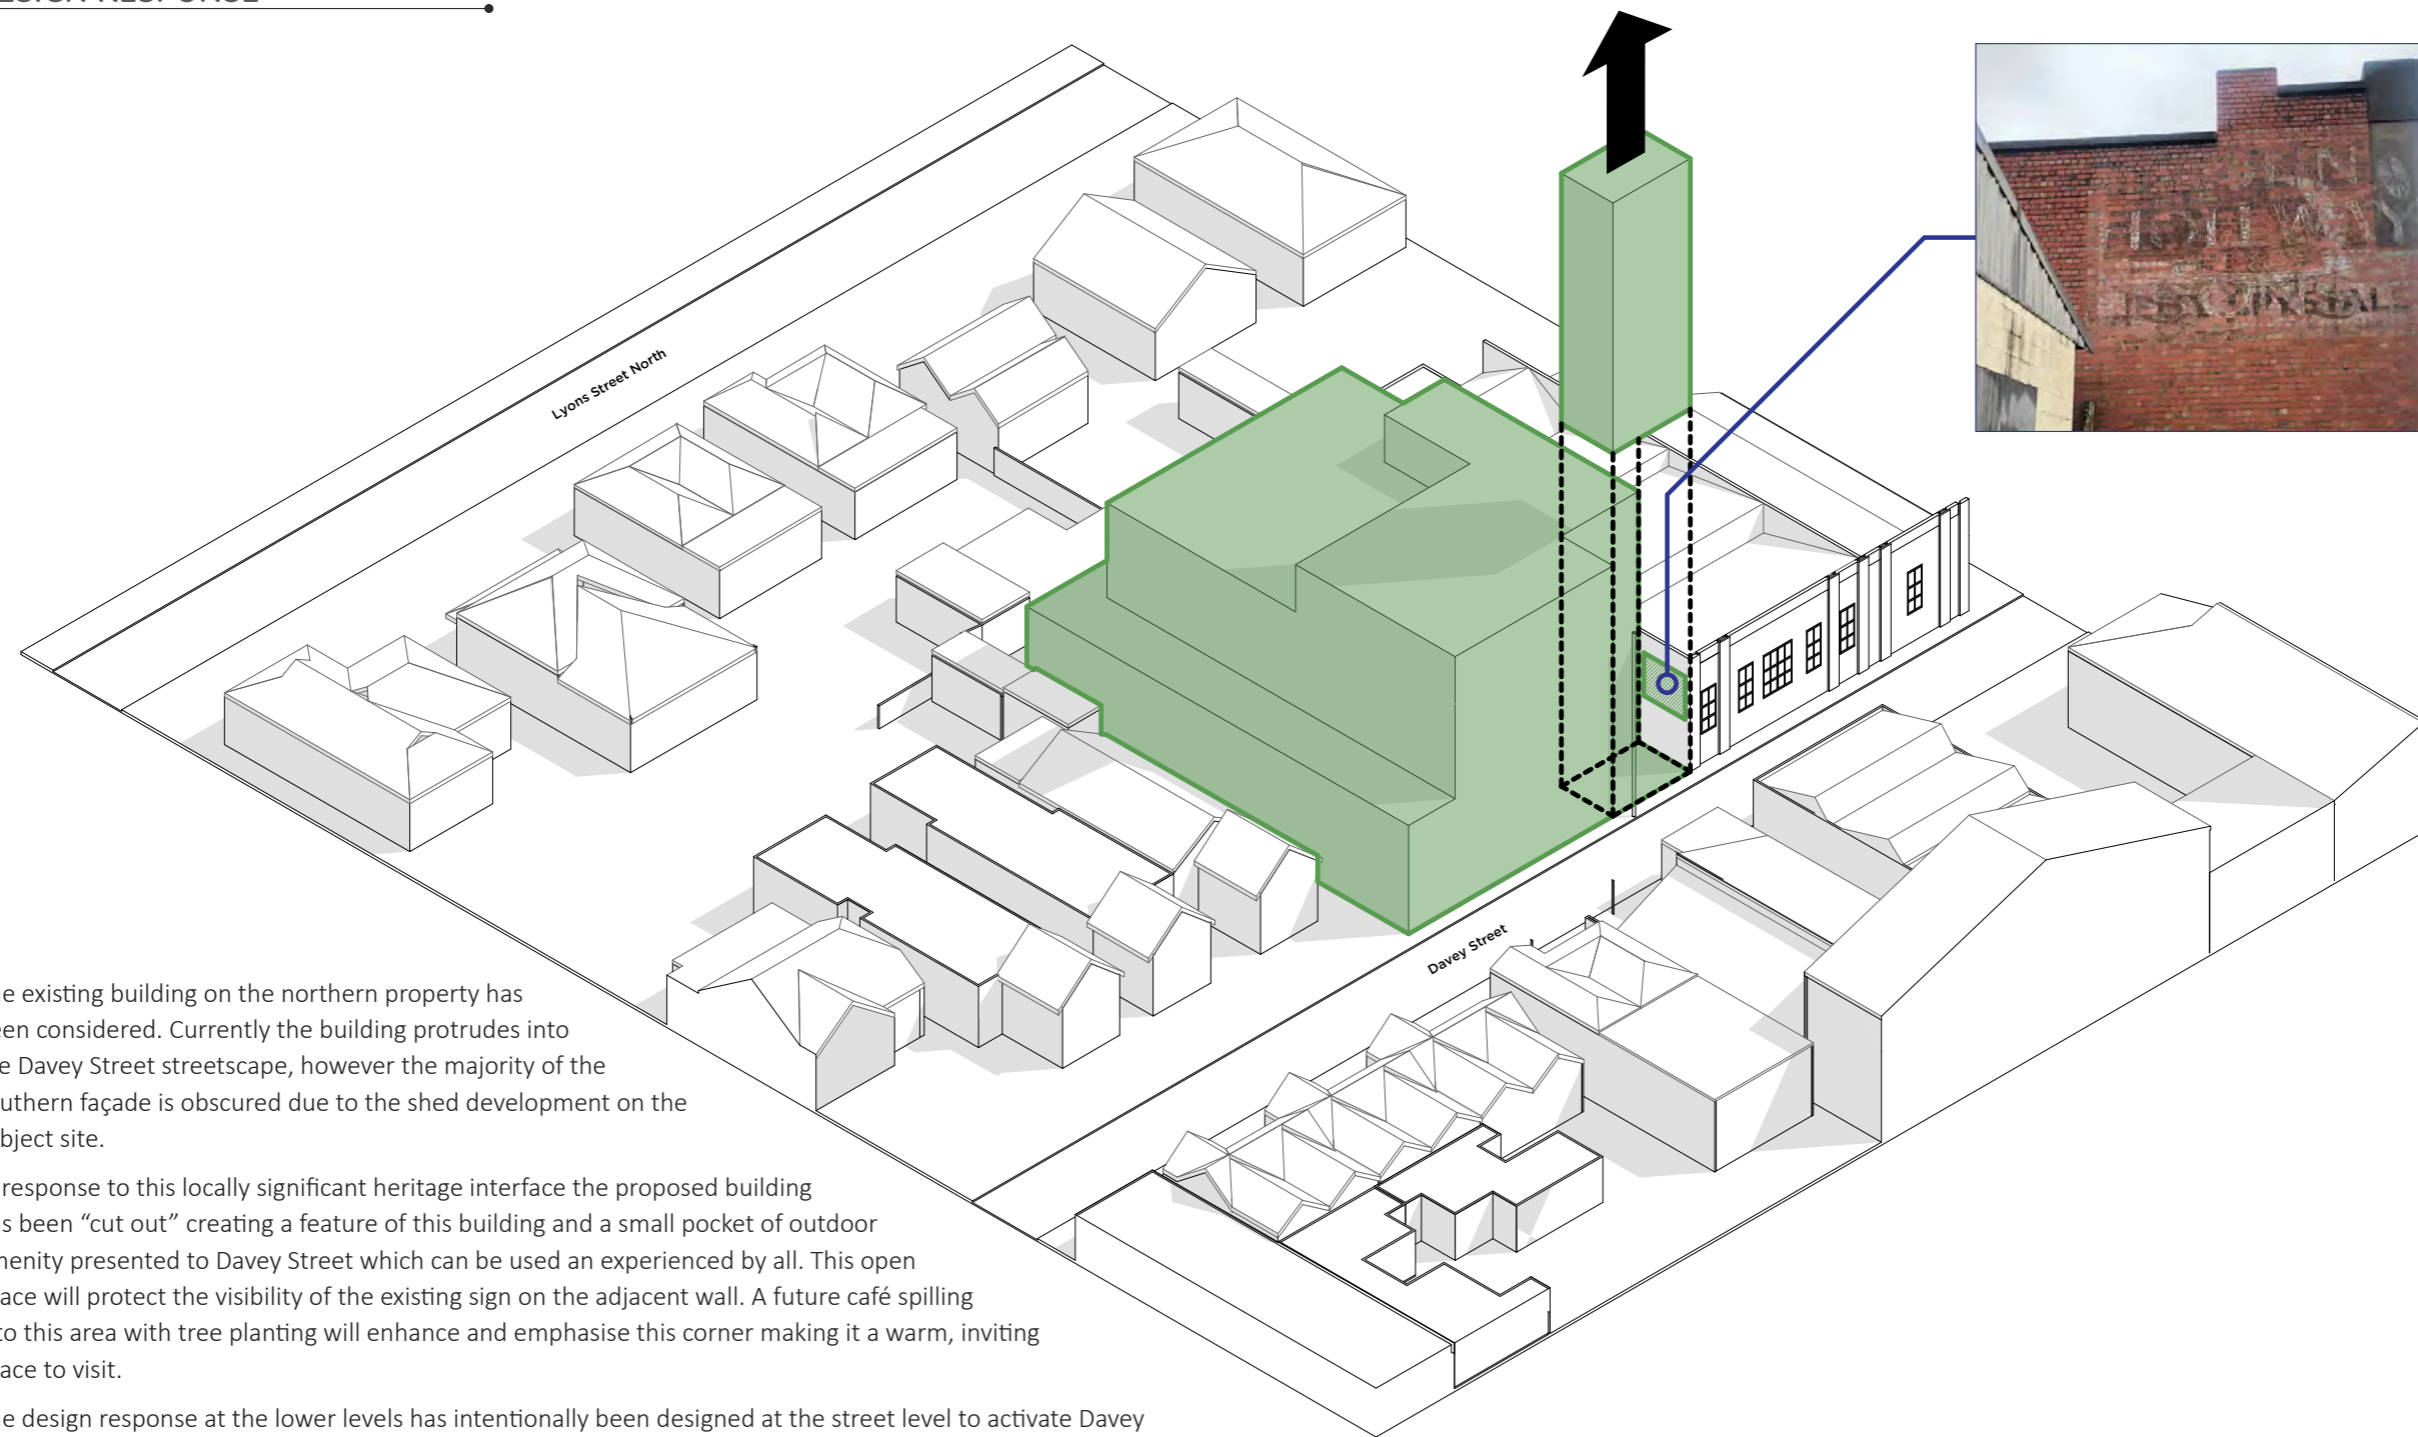 DESIGN RESPONSE
Lyons Street North
Davey Street
e existing building on the northern property has
een considered. Currently the building protrudes into
e Davey Street streetscape, however the majority of the
uthern façade is obscured due to the shed development on the
bject site.
response to this locally significant heritage interface the proposed building
s been “cut out” creating a feature of this building and a small pocket of outdoor
menity presented to Davey Street which can be used an experienced by all. This open
ace will protect the visibility of the existing sign on the adjacent wall. A future café spilling
to this area with tree planting will enhance and emphasise this corner making it a warm, inviting
ace to visit.
e design response at the lower levels has intentionally been designed at the street level to activate Davey